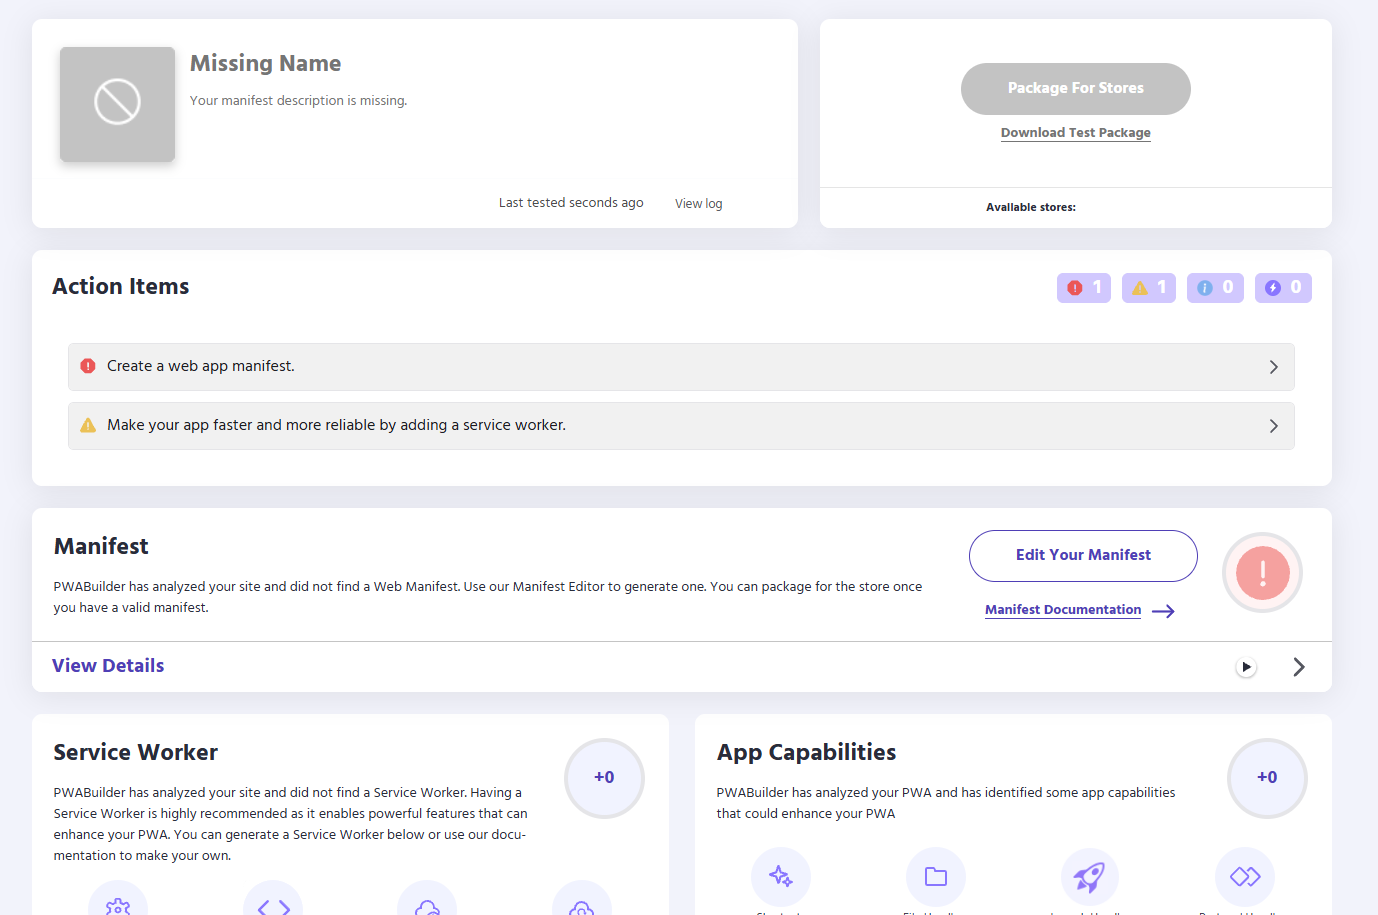 Missing Name
Your manifest description is missing.
Last tested seconds ago
View log
Package For Stores
Download Test Package
Available stores:
Action Items
1
1
0
0
Create a web app manifest.
Make your app faster and more reliable by adding a service worker.
Manifest
PWABuilder has analyzed your site and did not find a Web Manifest. Use our Manifest Editor to generate one. You can package for the store once
you have a valid manifest.
Edit Your Manifest
Manifest Documentation
View Details
Service Worker
+0
PWABuilder has analyzed your site and did not find a Service Worker. Having a
Service Worker is highly recommended as it enables powerful features that can
enhance your PWA. You can generate a Service Worker below or use our docu-
mentation to make your own.
App Capabilities
+0
PWABuilder has analyzed your PWA and has identified some app capabilities
that could enhance your PWA